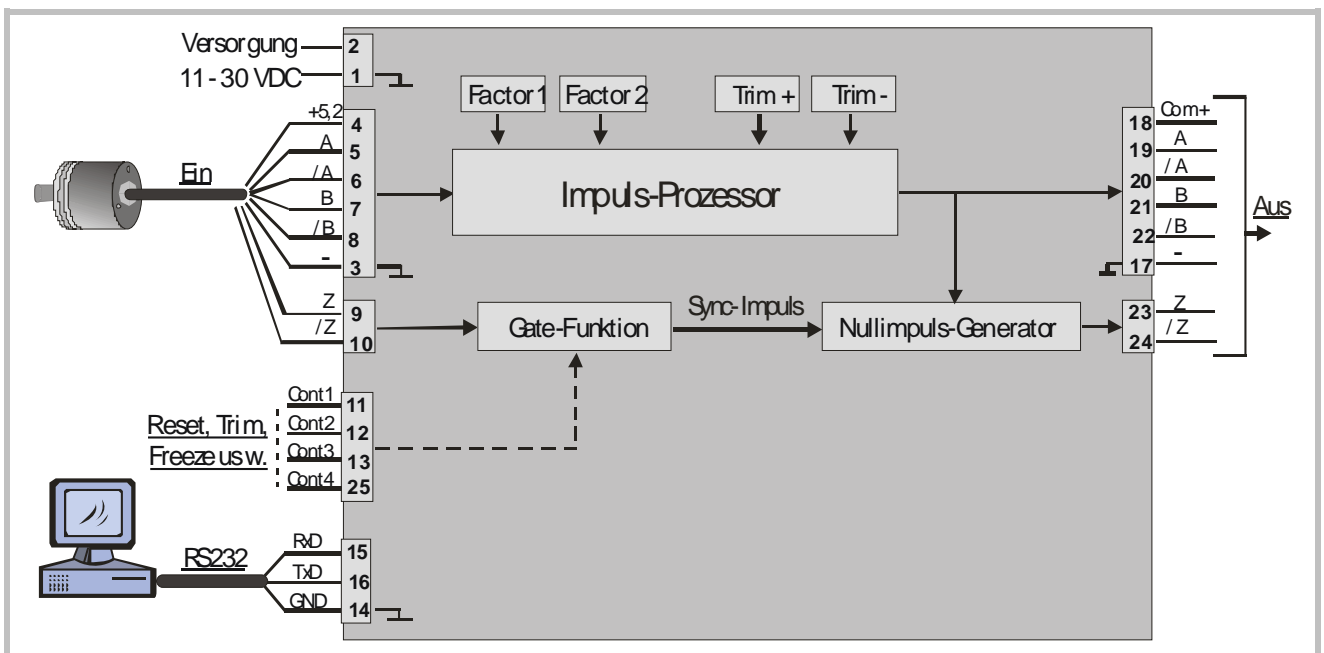 Versorgung
2
11 - 30 VDC
1
Factor 1
Factor 2
Trim +
Trim -
+5,2
4
A
5
/ A
6
B
7
/ B
8
-
3
Ein
Impuls-Prozessor
18
Com+
19
A
20
/ A
21
B
22
/ B
17
-
Aus
Z
9
/ Z
10
Gate-Funktion
Sync-Impuls
Nullimpuls-Generator
23
Z
24
/ Z
Cont1
11
Cont2
12
Cont3
13
Cont4
25
Reset, Trim,
Freeze usw.
RS232
RxD
15
TxD
16
GND
14